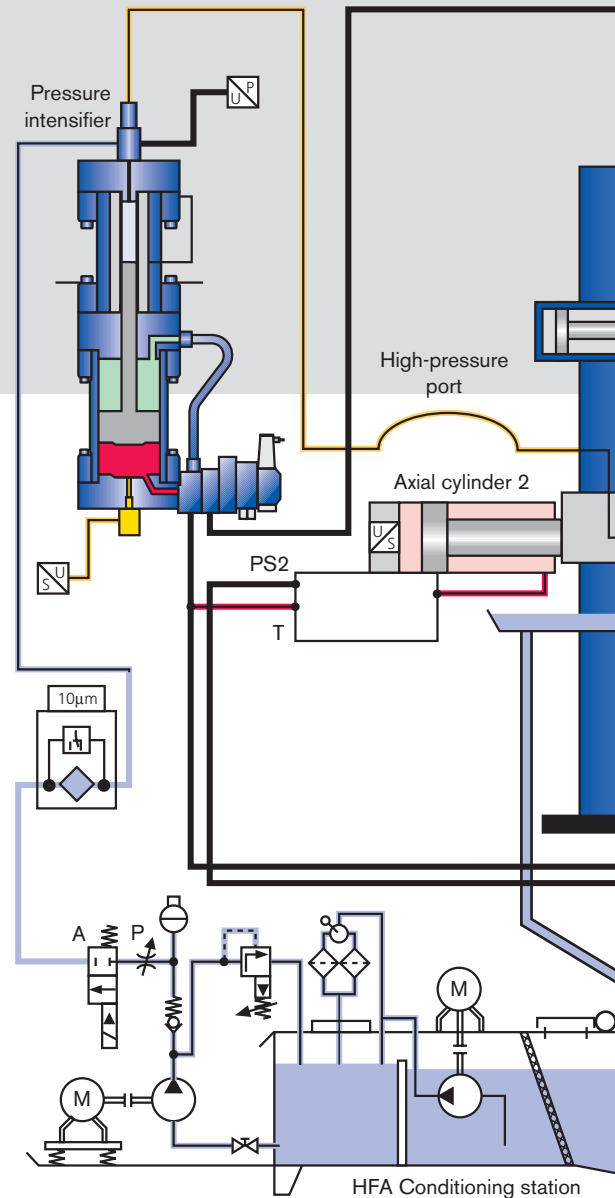 Pressure
intensifier
U P
High-pressure
port
Axial cylinder 2
U
S
PS2
S U
T
10µm
A
P
M
M
HFA Conditioning station